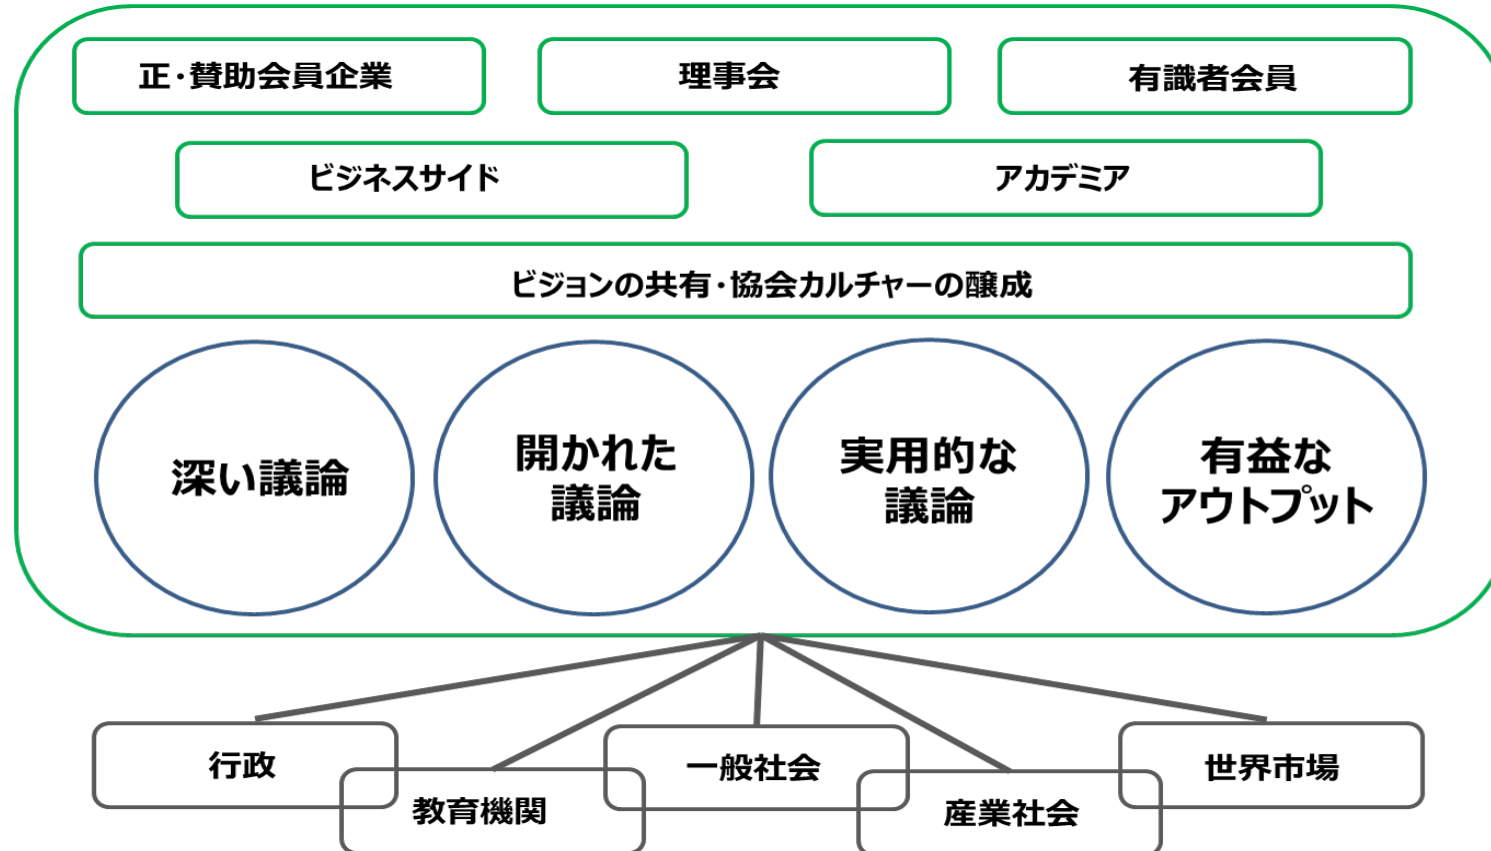 正・賛助会員企業
理事会
有識者会員
ビジネスサイド
アカデミア
ビジョンの共有・協会カルチャーの醸成
深い議論
開かれた
議論
実用的な
議論
有益な
アウトプット
行政
教育機関
一般社会
産業社会
世界市場